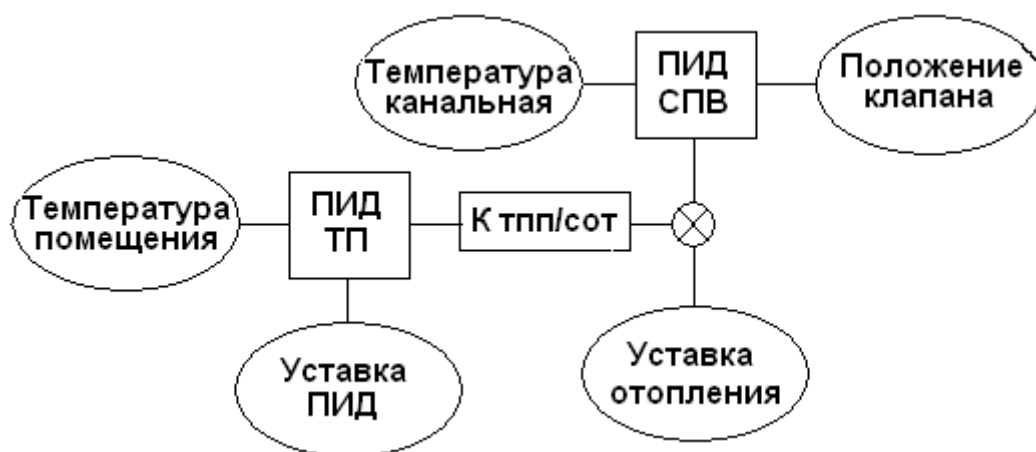 Температура
канальная
ПИД
СПВ
Положение
клапана
Температура
помещения
ПИД
ТП
К тпп/сот
Уставка
ПИД
Уставка
отопления